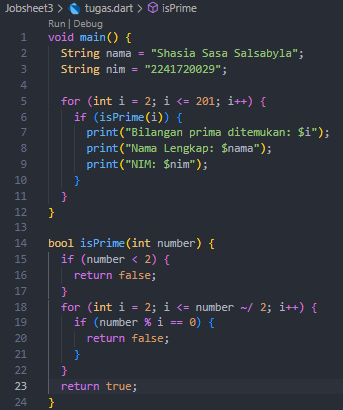 Jobsheet3 > tugas.dart > isPrime
Run | Debug
1 void main() {
2 String nama = "Shasia Sasa Salsabyla";
3 String nim = "2241720029";
4
5 for (int i = 2; i <= 201; i++) {
6 if (isPrime(i)) {
7 print("Bilangan prima ditemukan: $i");
8 print("Nama Lengkap: $nama");
9 print("NIM: $nim");
10 }
11 }
12 }
13
14 bool isPrime(int number) {
15 if (number < 2) {
16 return false;
17 }
18 for (int i = 2; i <= number ~/ 2; i++) {
19 if (number % i == 0) {
20 return false;
21 }
22 }
23 return true;
24 }